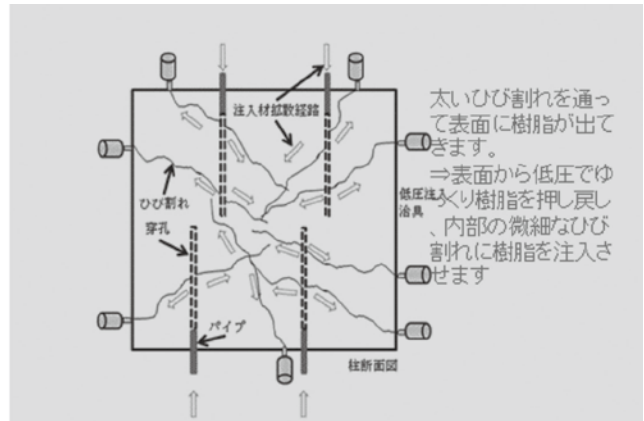 注入材拡散経路
太いひび割れを通っ
て表面に樹脂が出て
きます。
⇒表面から低圧でゆ
っくり樹脂を押し戻し
、内部の微細なひび
割れに樹脂を注入さ
せます
低圧注入
治具
ひび割れ
穿孔
パイプ
柱断面図